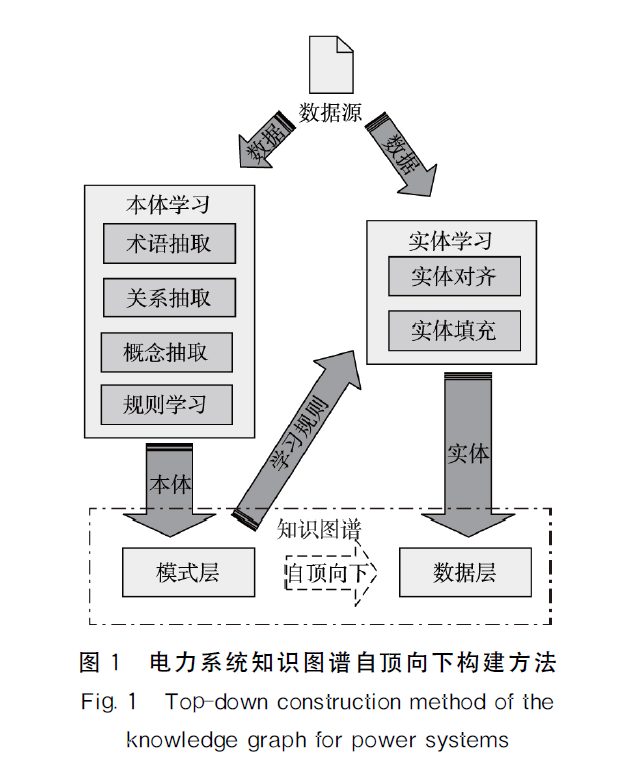 数据源
数据
数据
本体学习
术语抽取
关系抽取
概念抽取
规则学习
实体学习
实体对齐
实体填充
学习规则
本体
实体
知识图谱
模式层
自顶向下
数据层
图 1 电力系统知识图谱自顶向下构建方法
Fig. 1 Top-down construction method of the
knowledge graph for power systems